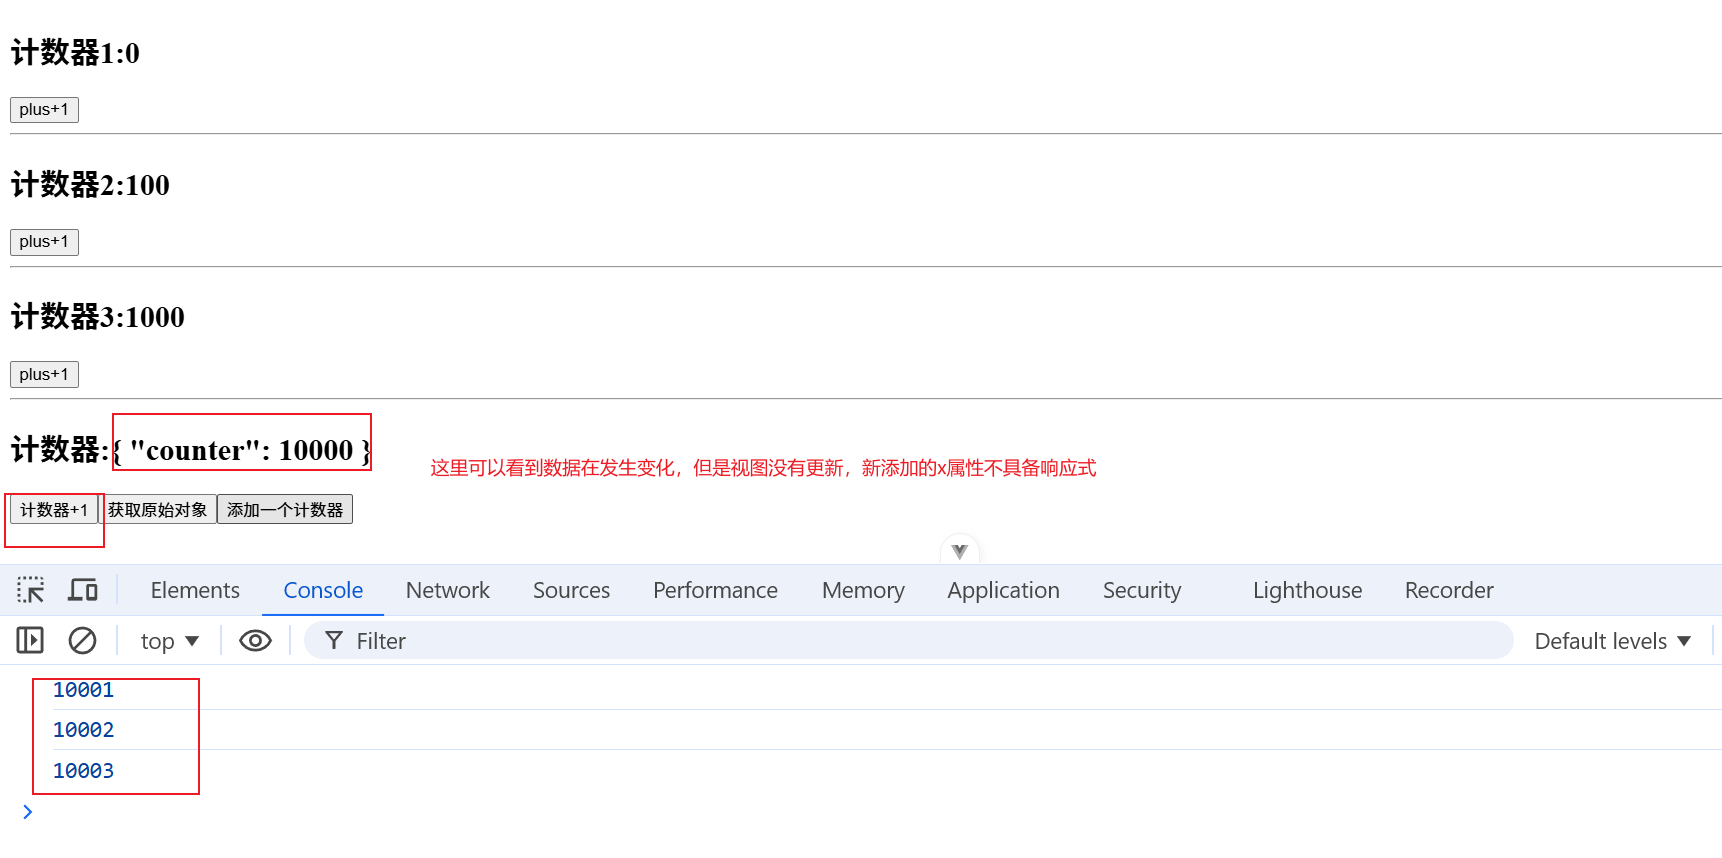 计数器1:0
plus+1
计数器2:100
plus+1
计数器3:1000
plus+1
计数器:{ "counter": 10000 }
这里可以看到数据在发生变化，但是视图没有更新，新添加的x属性不具备响应式
计数器+1 获取原始对象 添加一个计数器
Elements Console Network Sources Performance Memory Application Security Lighthouse Recorder
top Filter Default levels
10001
10002
10003